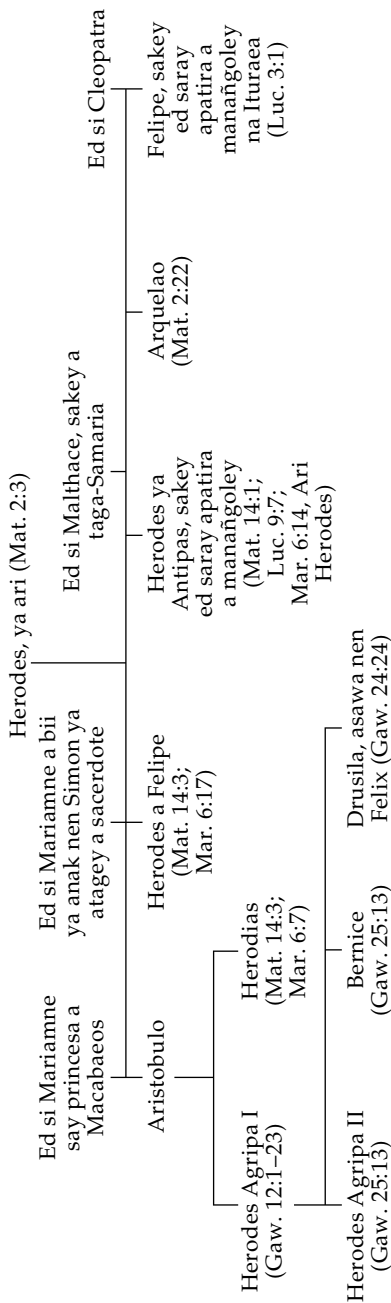 Herodes, ya ari (Mat. 2:3)
Ed si Mariamne
say princesa a
Macabaeos
Ed si Mariamne a bii
ya anak nen Simon ya
atagey a sacerdote
Ed si Malthace, sakey a
taga-Samaria
Ed si Cleopatra
Aristobulo
Herodes a Felipe
(Mat. 14:3;
Mar. 6:17)
Herodes ya
Antipas, sakey
ed saray apatira
a manañgoley
(Mat. 14:1;
Luc. 9:7;
Mar. 6:14, Ari
Herodes)
Arquelao
(Mat. 2:22)
Felipe, sakey
ed saray
apatira a
manañgoley
na Ituraea
(Luc. 3:1)
Herodes Agripa I
(Gaw. 12:1–23)
Herodias
(Mat. 14:3;
Mar. 6:7)
Herodes Agripa II
(Gaw. 25:13)
Bernice
(Gaw. 25:13)
Drusila, asawa nen
Felix (Gaw. 24:24)